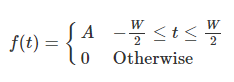 f(t) = { A   -W/2 ≤ t ≤ W/2
0   Otherwise